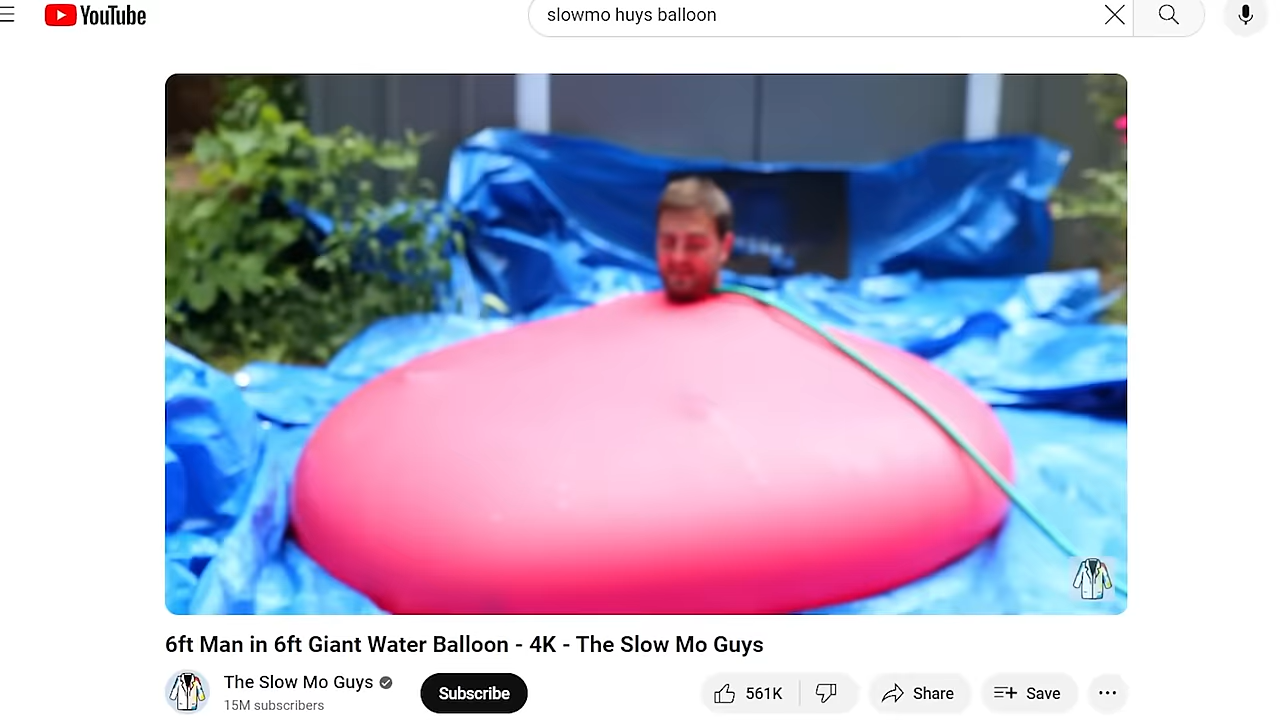 YouTube
slowmo huys balloon
6ft Man in 6ft Giant Water Balloon - 4K - The Slow Mo Guys
The Slow Mo Guys
15M subscribers
Subscribe
561K
Share
Save